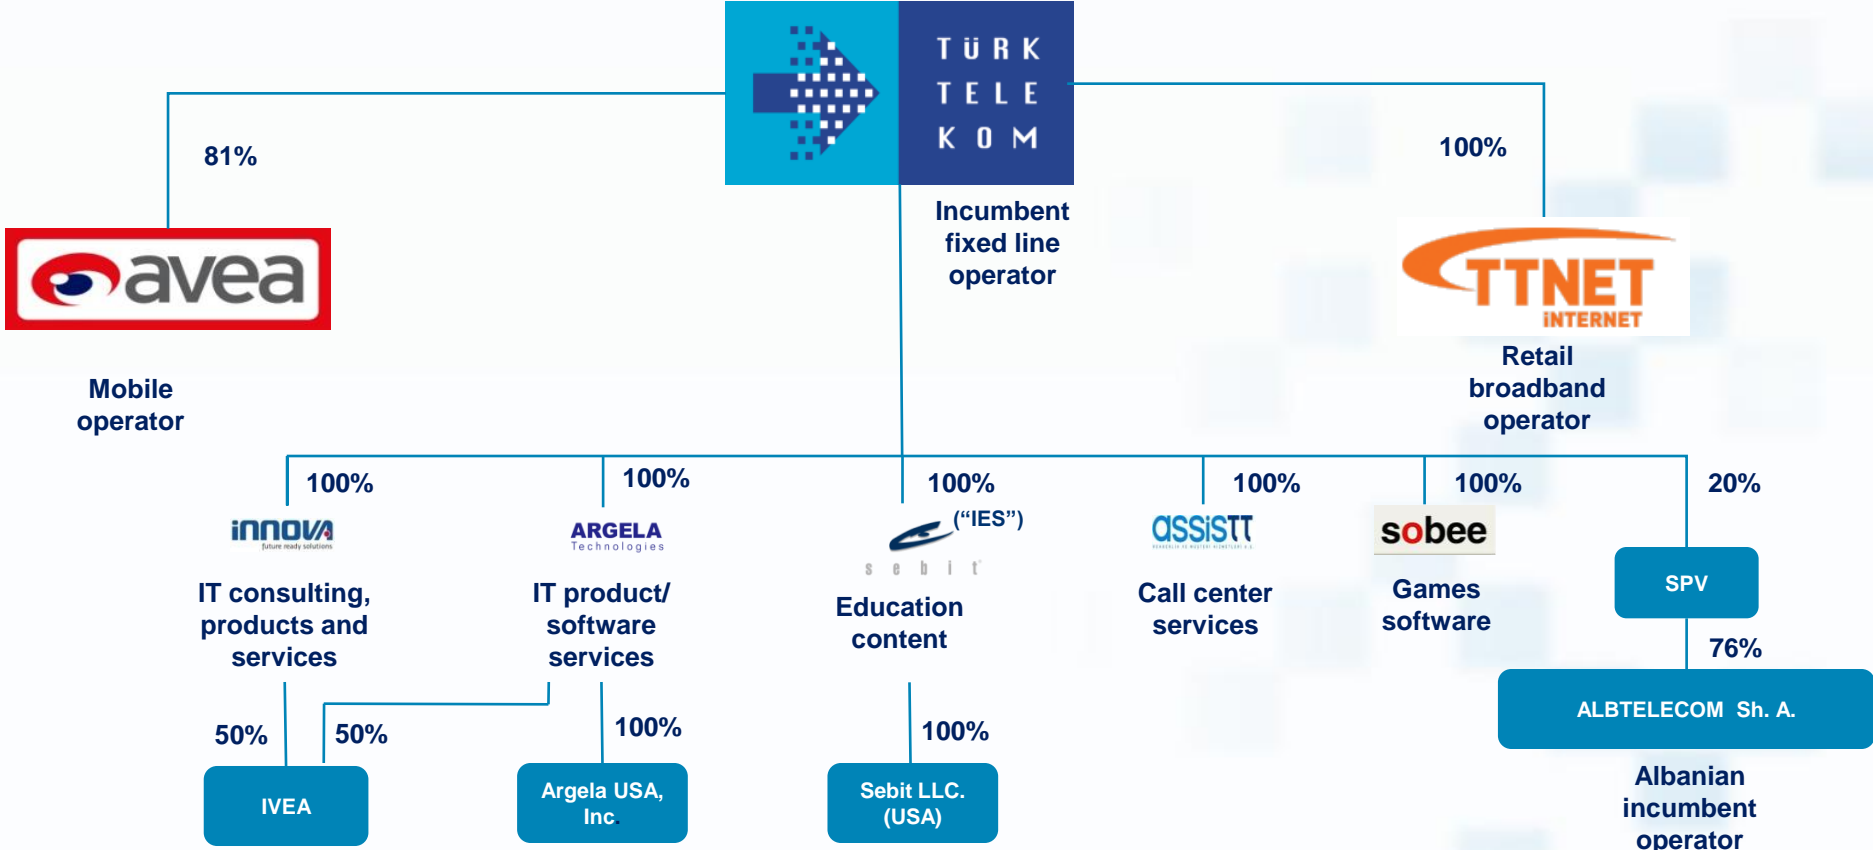 TÜRK
TELE
KOM
81%
100%
Incumbent
fixed line
operator
avea
TTNET
iNTERNET
Mobile
operator
Retail
broadband
operator
100%
100%
100%
100%
100%
20%
("IES")
innova
future ready solutions
ARGELA
Technologies
sebit
assisTT
sobee
SPV
IT consulting,
products and
services
IT product/
software
services
Education
content
Call center
services
Games
software
76%
ALBTELECOM Sh. A.
50%
50%
100%
100%
IVEA
Argela USA,
Inc.
Sebit LLC.
(USA)
Albanian
incumbent
operator